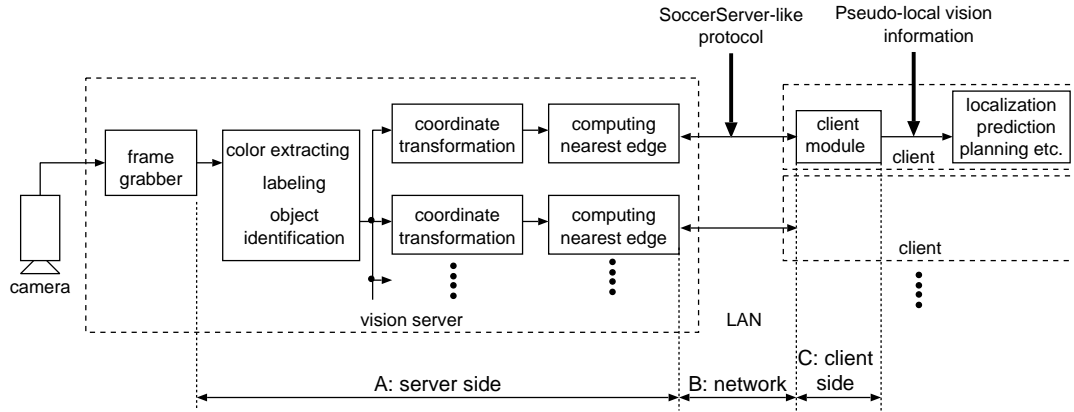 SoccerServer-like
protocol
Pseudo-local vision
information
frame
grabber
color extracting
labeling
object
identification
coordinate
transformation
computing
nearest edge
client
module
client
localization
prediction
planning etc.
coordinate
transformation
computing
nearest edge
client
camera
vision server
LAN
A: server side
B: network
C: client
side